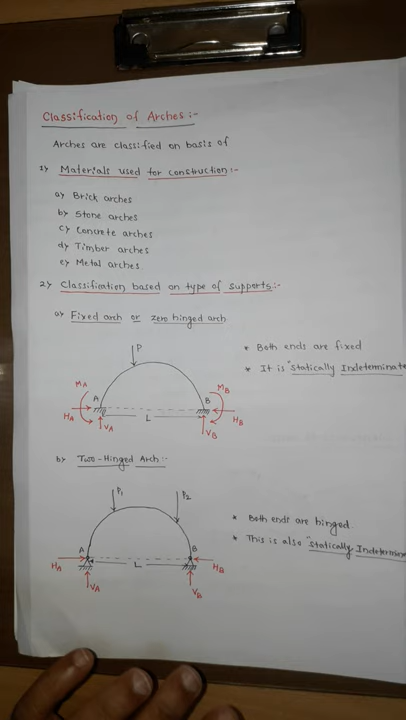 Classification of Arches :-
Arches are classified on basis of
1) Materials used for construction :-
a) Brick arches
b) Stone arches
c) Concrete arches
d) Timber arches
e) Metal arches
2) Classification based on type of supports :-
a) Fixed arch or zero hinged arch
P
* Both ends are fixed
* It is "statically Indeterminate
MA
MB
A
B
HA
L
HB
VA
VB
b) Two-Hinged Arch :-
P1
P2
* Both ends are hinged.
* This is also "statically Indetermin
A
B
HA
L
HB
VA
VB